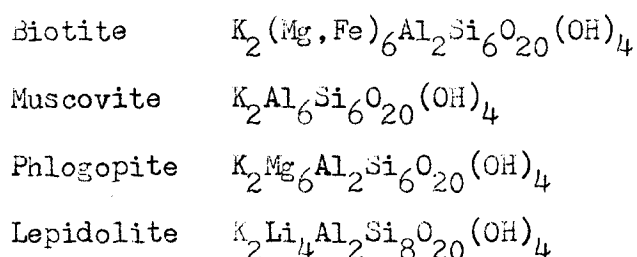 Biotite K₂(Mg,Fe)₆Al₂Si₆O₂₀(OH)₄
Muscovite K₂Al₆Si₆O₂₀(OH)₄
Phlogopite K₂Mg₆Al₂Si₆O₂₀(OH)₄
Lepidolite K₂Li₄Al₂Si₈O₂₀(OH)₄